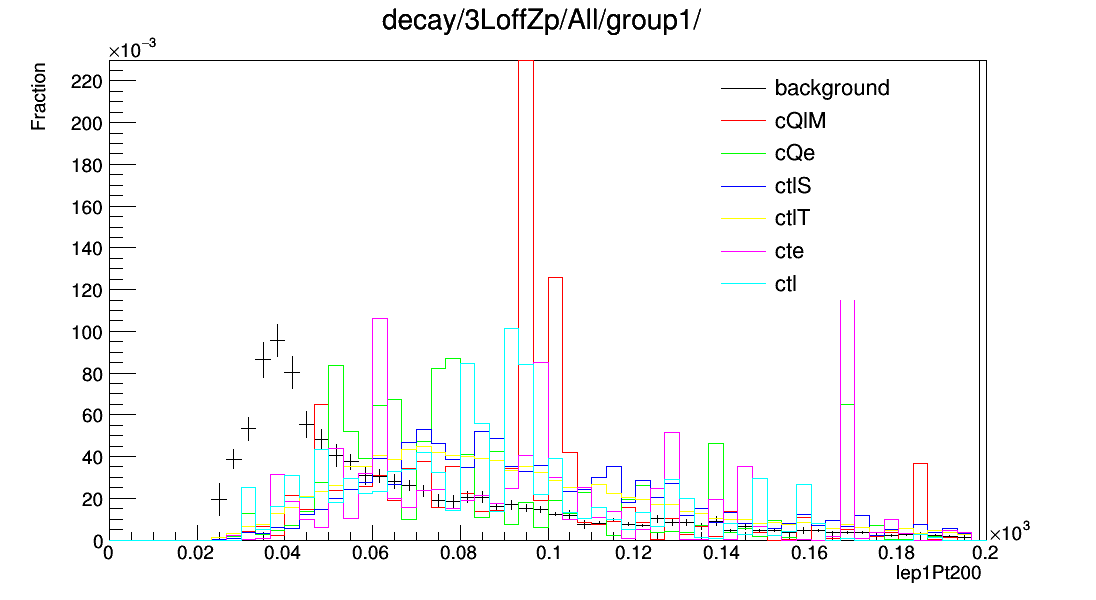 decay/3LoffZp/All/group1/
×10⁻³
Fraction
220
200
180
160
140
120
100
80
60
40
20
0
background
cQlM
cQe
ctlS
ctlT
cte
ctl
0 0.02 0.04 0.06 0.08 0.1 0.12 0.14 0.16 0.18 0.2
×10³
lep1Pt200